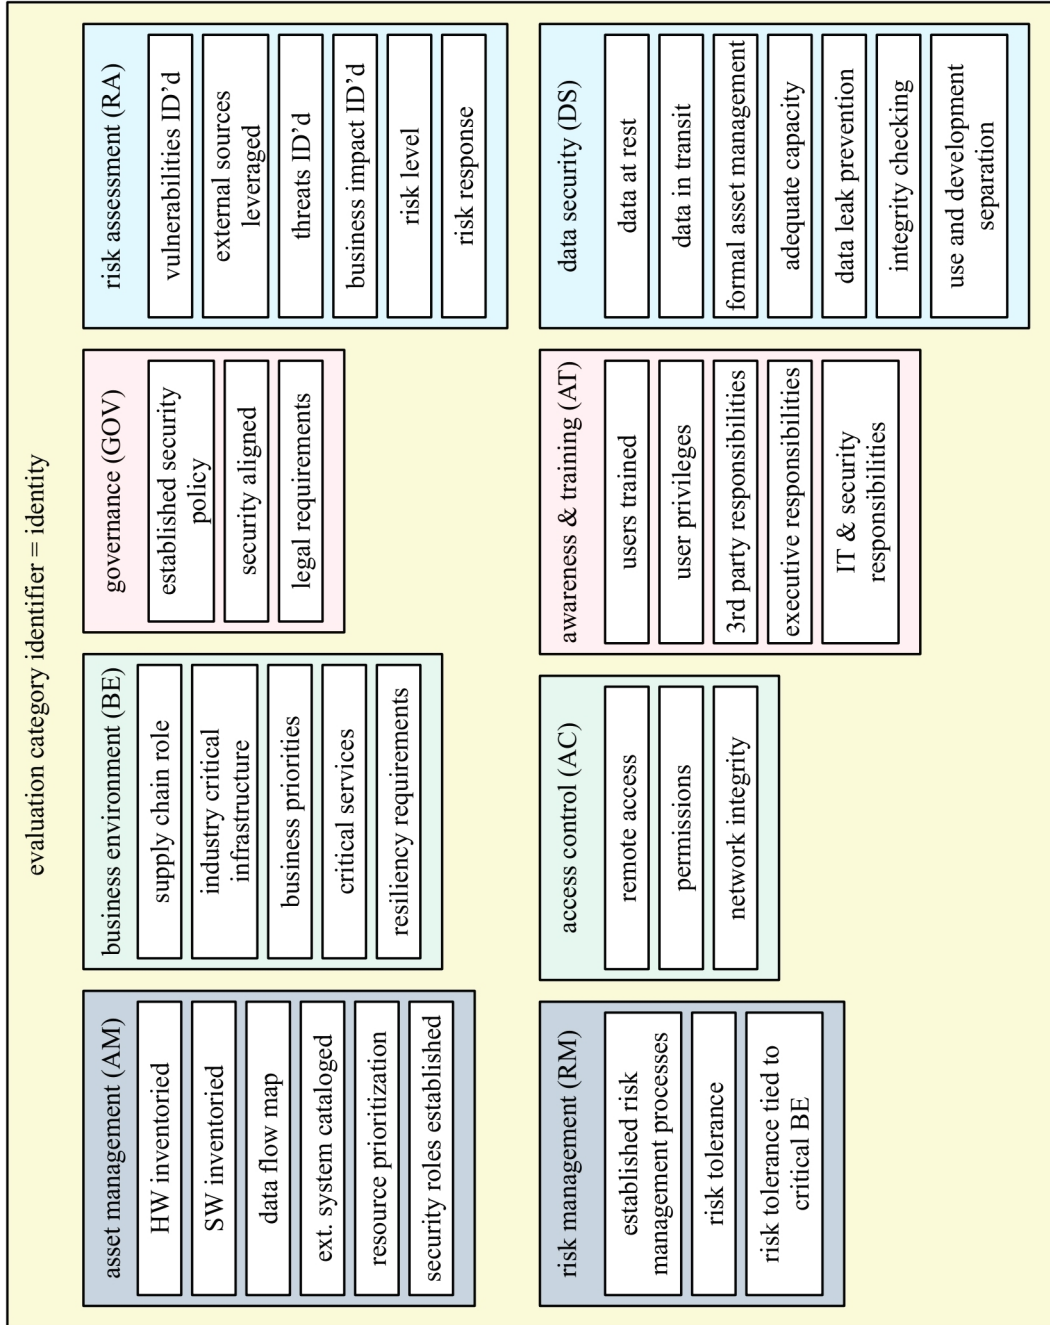 evaluation category identifier = identity
asset management (AM)
HW inventoried
SW inventoried
data flow map
ext. system cataloged
resource prioritization
security roles established
business environment (BE)
supply chain role
industry critical
infrastructure
business priorities
critical services
resiliency requirements
governance (GOV)
established security
policy
security aligned
legal requirements
risk assessment (RA)
vulnerabilities ID’d
external sources
leveraged
threats ID’d
business impact ID’d
risk level
risk response
risk management (RM)
established risk
management processes
risk tolerance
risk tolerance tied to
critical BE
access control (AC)
remote access
permissions
network integrity
awareness & training (AT)
users trained
user privileges
3rd party responsibilities
executive responsibilities
IT & security
responsibilities
data security (DS)
data at rest
data in transit
formal asset management
adequate capacity
data leak prevention
integrity checking
use and development
separation